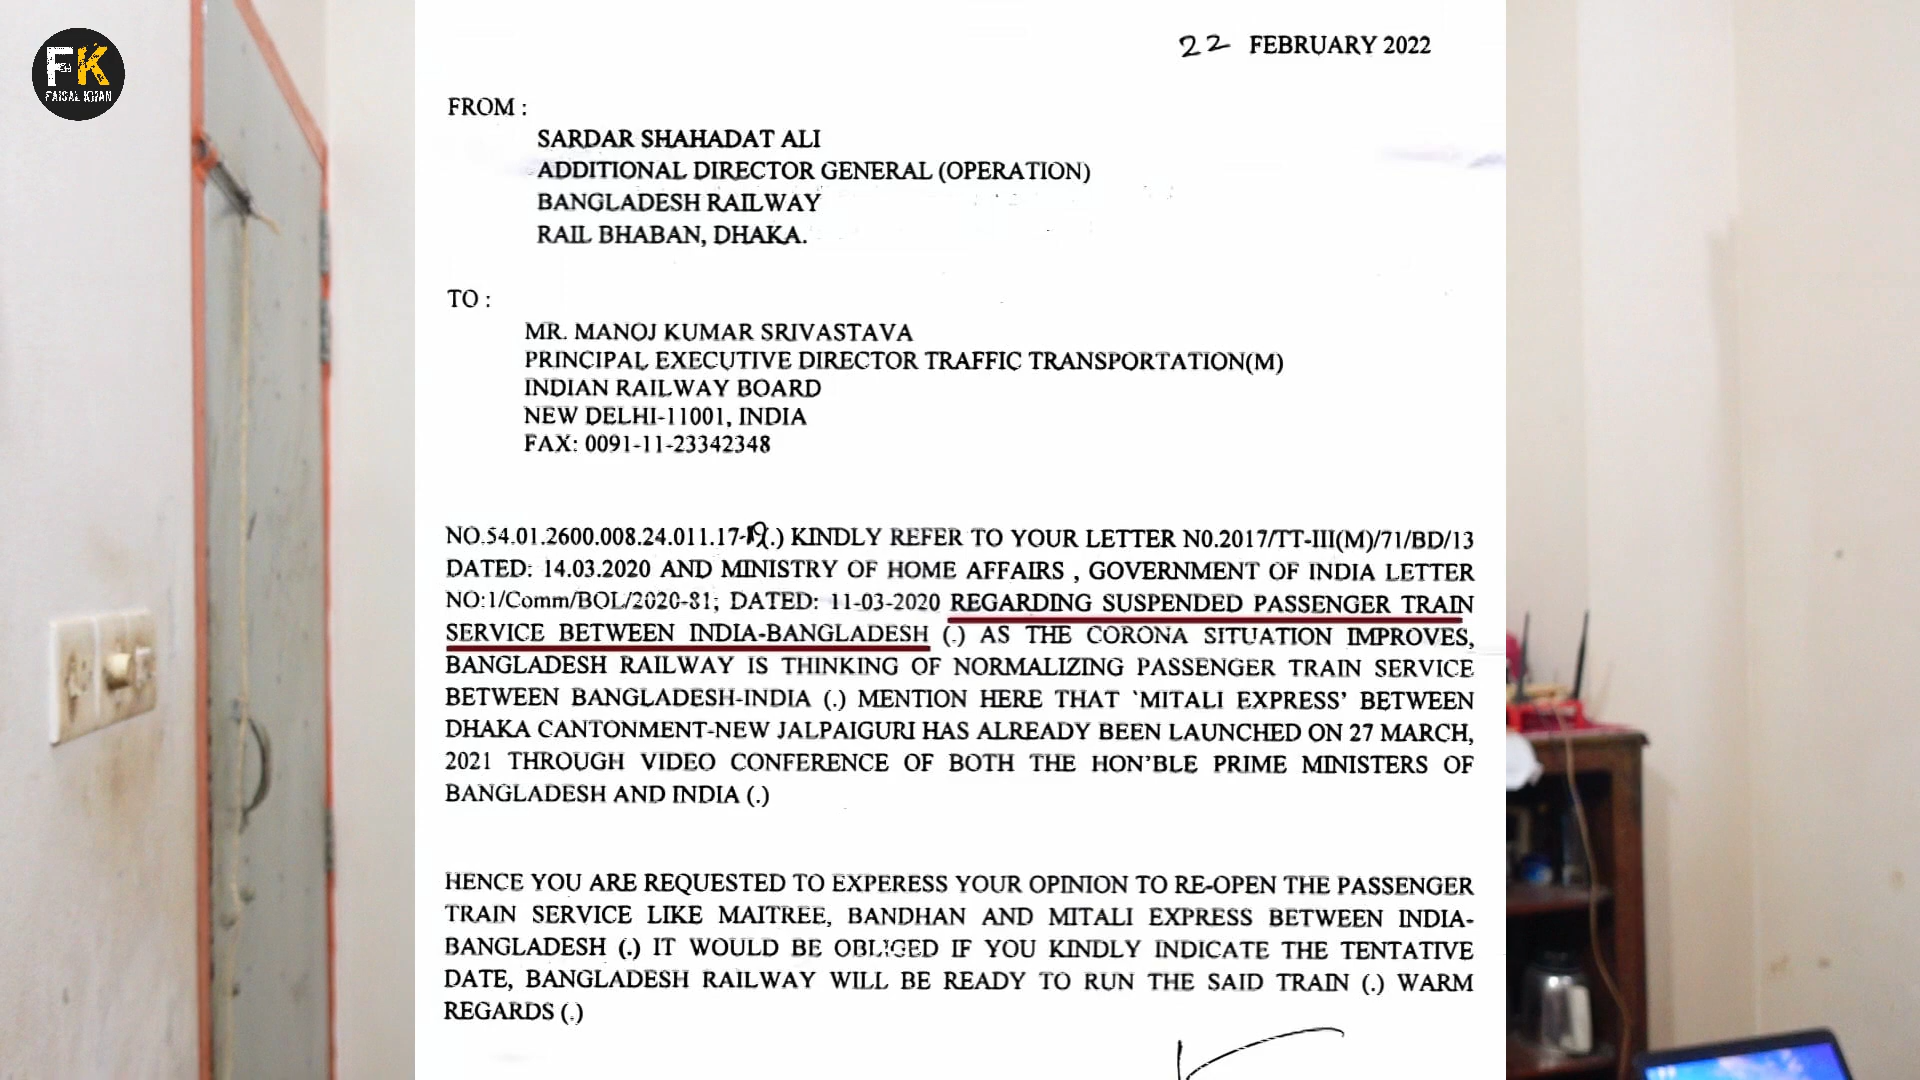 FK
FAISAL KHAN
22 FEBRUARY 2022
FROM :
SARDAR SHAHADAT ALI
ADDITIONAL DIRECTOR GENERAL (OPERATION)
BANGLADESH RAILWAY
RAIL BHABAN, DHAKA.
TO :
MR. MANOJ KUMAR SRIVASTAVA
PRINCIPAL EXECUTIVE DIRECTOR TRAFFIC TRANSPORTATION(M)
INDIAN RAILWAY BOARD
NEW DELHI-11001, INDIA
FAX: 0091-11-23342348
NO.54.01.2600.008.24.011.17-19(.) KINDLY REFER TO YOUR LETTER N0.2017/TT-III(M)/71/BD/13
DATED: 14.03.2020 AND MINISTRY OF HOME AFFAIRS , GOVERNMENT OF INDIA LETTER
NO:1/Comm/BOL/2020-81; DATED: 11-03-2020 REGARDING SUSPENDED PASSENGER TRAIN
SERVICE BETWEEN INDIA-BANGLADESH (.) AS THE CORONA SITUATION IMPROVES,
BANGLADESH RAILWAY IS THINKING OF NORMALIZING PASSENGER TRAIN SERVICE
BETWEEN BANGLADESH-INDIA (.) MENTION HERE THAT ‘MITALI EXPRESS’ BETWEEN
DHAKA CANTONMENT-NEW JALPAIGURI HAS ALREADY BEEN LAUNCHED ON 27 MARCH,
2021 THROUGH VIDEO CONFERENCE OF BOTH THE HON’BLE PRIME MINISTERS OF
BANGLADESH AND INDIA (.)
HENCE YOU ARE REQUESTED TO EXPERESS YOUR OPINION TO RE-OPEN THE PASSENGER
TRAIN SERVICE LIKE MAITREE, BANDHAN AND MITALI EXPRESS BETWEEN INDIA-
BANGLADESH (.) IT WOULD BE OBLIGED IF YOU KINDLY INDICATE THE TENTATIVE
DATE, BANGLADESH RAILWAY WILL BE READY TO RUN THE SAID TRAIN (.) WARM
REGARDS (.)